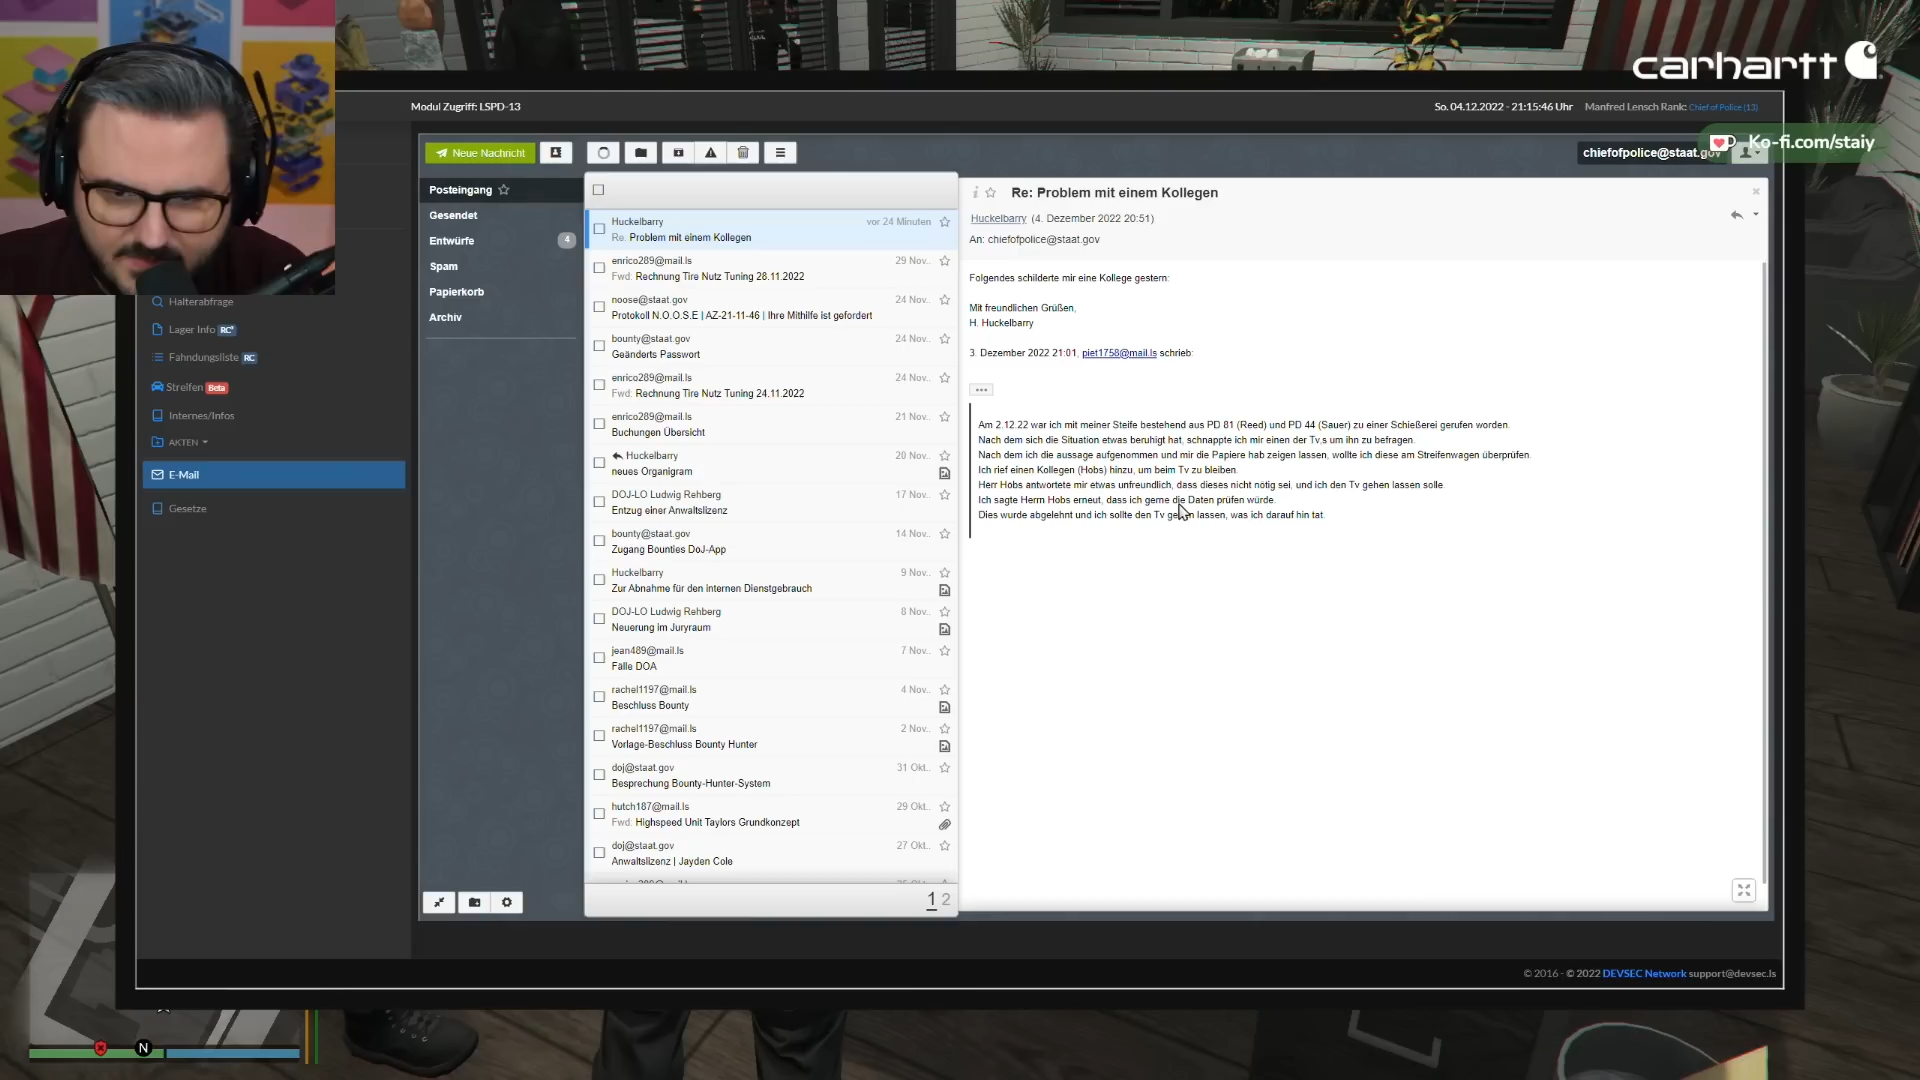 carhartt
Modul Zugriff: LSPD-13
So. 04.12.2022 - 21:15:46 Uhr
Manfred Lensch Rank: Chief of Police (13)
Ko-fi.com/staiy
Neue Nachricht
chiefofpolice@staat.gov
Halterabfrage
Lager Info RC
Fahndungsliste RC
Streifen Beta
Internes/Infos
AKTEN
E-Mail
Gesetze
Posteingang
Gesendet
Entwürfe 4
Spam
Papierkorb
Archiv
Huckelbarry vor 24 Minuten
Re: Problem mit einem Kollegen
enrico289@mail.ls 29 Nov..
Fwd: Rechnung Tire Nutz Tuning 28.11.2022
noose@staat.gov 24 Nov..
Protokoll N.O.O.S.E | AZ-21-11-46 | Ihre Mithilfe ist gefordert
bounty@staat.gov 24 Nov..
Geänderts Passwort
enrico289@mail.ls 24 Nov..
Fwd: Rechnung Tire Nutz Tuning 24.11.2022
enrico289@mail.ls 21 Nov..
Buchungen Übersicht
Huckelbarry 20 Nov..
neues Organigram
DOJ-LO Ludwig Rehberg 17 Nov..
Entzug einer Anwaltslizenz
bounty@staat.gov 14 Nov..
Zugang Bounties DoJ-App
Huckelbarry 9 Nov..
Zur Abnahme für den internen Dienstgebrauch
DOJ-LO Ludwig Rehberg 8 Nov..
Neuerung im Juryraum
jean489@mail.ls 7 Nov..
Fälle DOA
rachel1197@mail.ls 4 Nov..
Beschluss Bounty
rachel1197@mail.ls 2 Nov..
Vorlage-Beschluss Bounty Hunter
doj@staat.gov 31 Okt..
Besprechung Bounty-Hunter-System
hutch187@mail.ls 29 Okt..
Fwd: Highspeed Unit Taylors Grundkonzept
doj@staat.gov 27 Okt..
Anwaltslizenz | Jayden Cole
1 2
Re: Problem mit einem Kollegen
Huckelbarry (4. Dezember 2022 20:51)
An: chiefofpolice@staat.gov
Folgendes schilderte mir eine Kollege gestern:
Mit freundlichen Grüßen,
H. Huckelbarry
3. Dezember 2022 21:01, piet1758@mail.ls schrieb:
Am 2.12.22 war ich mit meiner Steife bestehend aus PD 81 (Reed) und PD 44 (Sauer) zu einer Schießerei gerufen worden.
Nach dem sich die Situation etwas beruhigt hat, schnappte ich mir einen der Tv,s um ihn zu befragen.
Nach dem ich die aussage aufgenommen und mir die Papiere hab zeigen lassen, wollte ich diese am Streifenwagen überprüfen.
Ich rief einen Kollegen (Hobs) hinzu, um beim Tv zu bleiben.
Herr Hobs antwortete mir etwas unfreundlich, dass dieses nicht nötig sei, und ich den Tv gehen lassen solle.
Ich sagte Herrn Hobs erneut, dass ich gerne die Daten prüfen würde.
Dies wurde abgelehnt und ich sollte den Tv gehen lassen, was ich darauf hin tat.
© 2016 - © 2022 DEVSEC Network support@devsec.ls
N